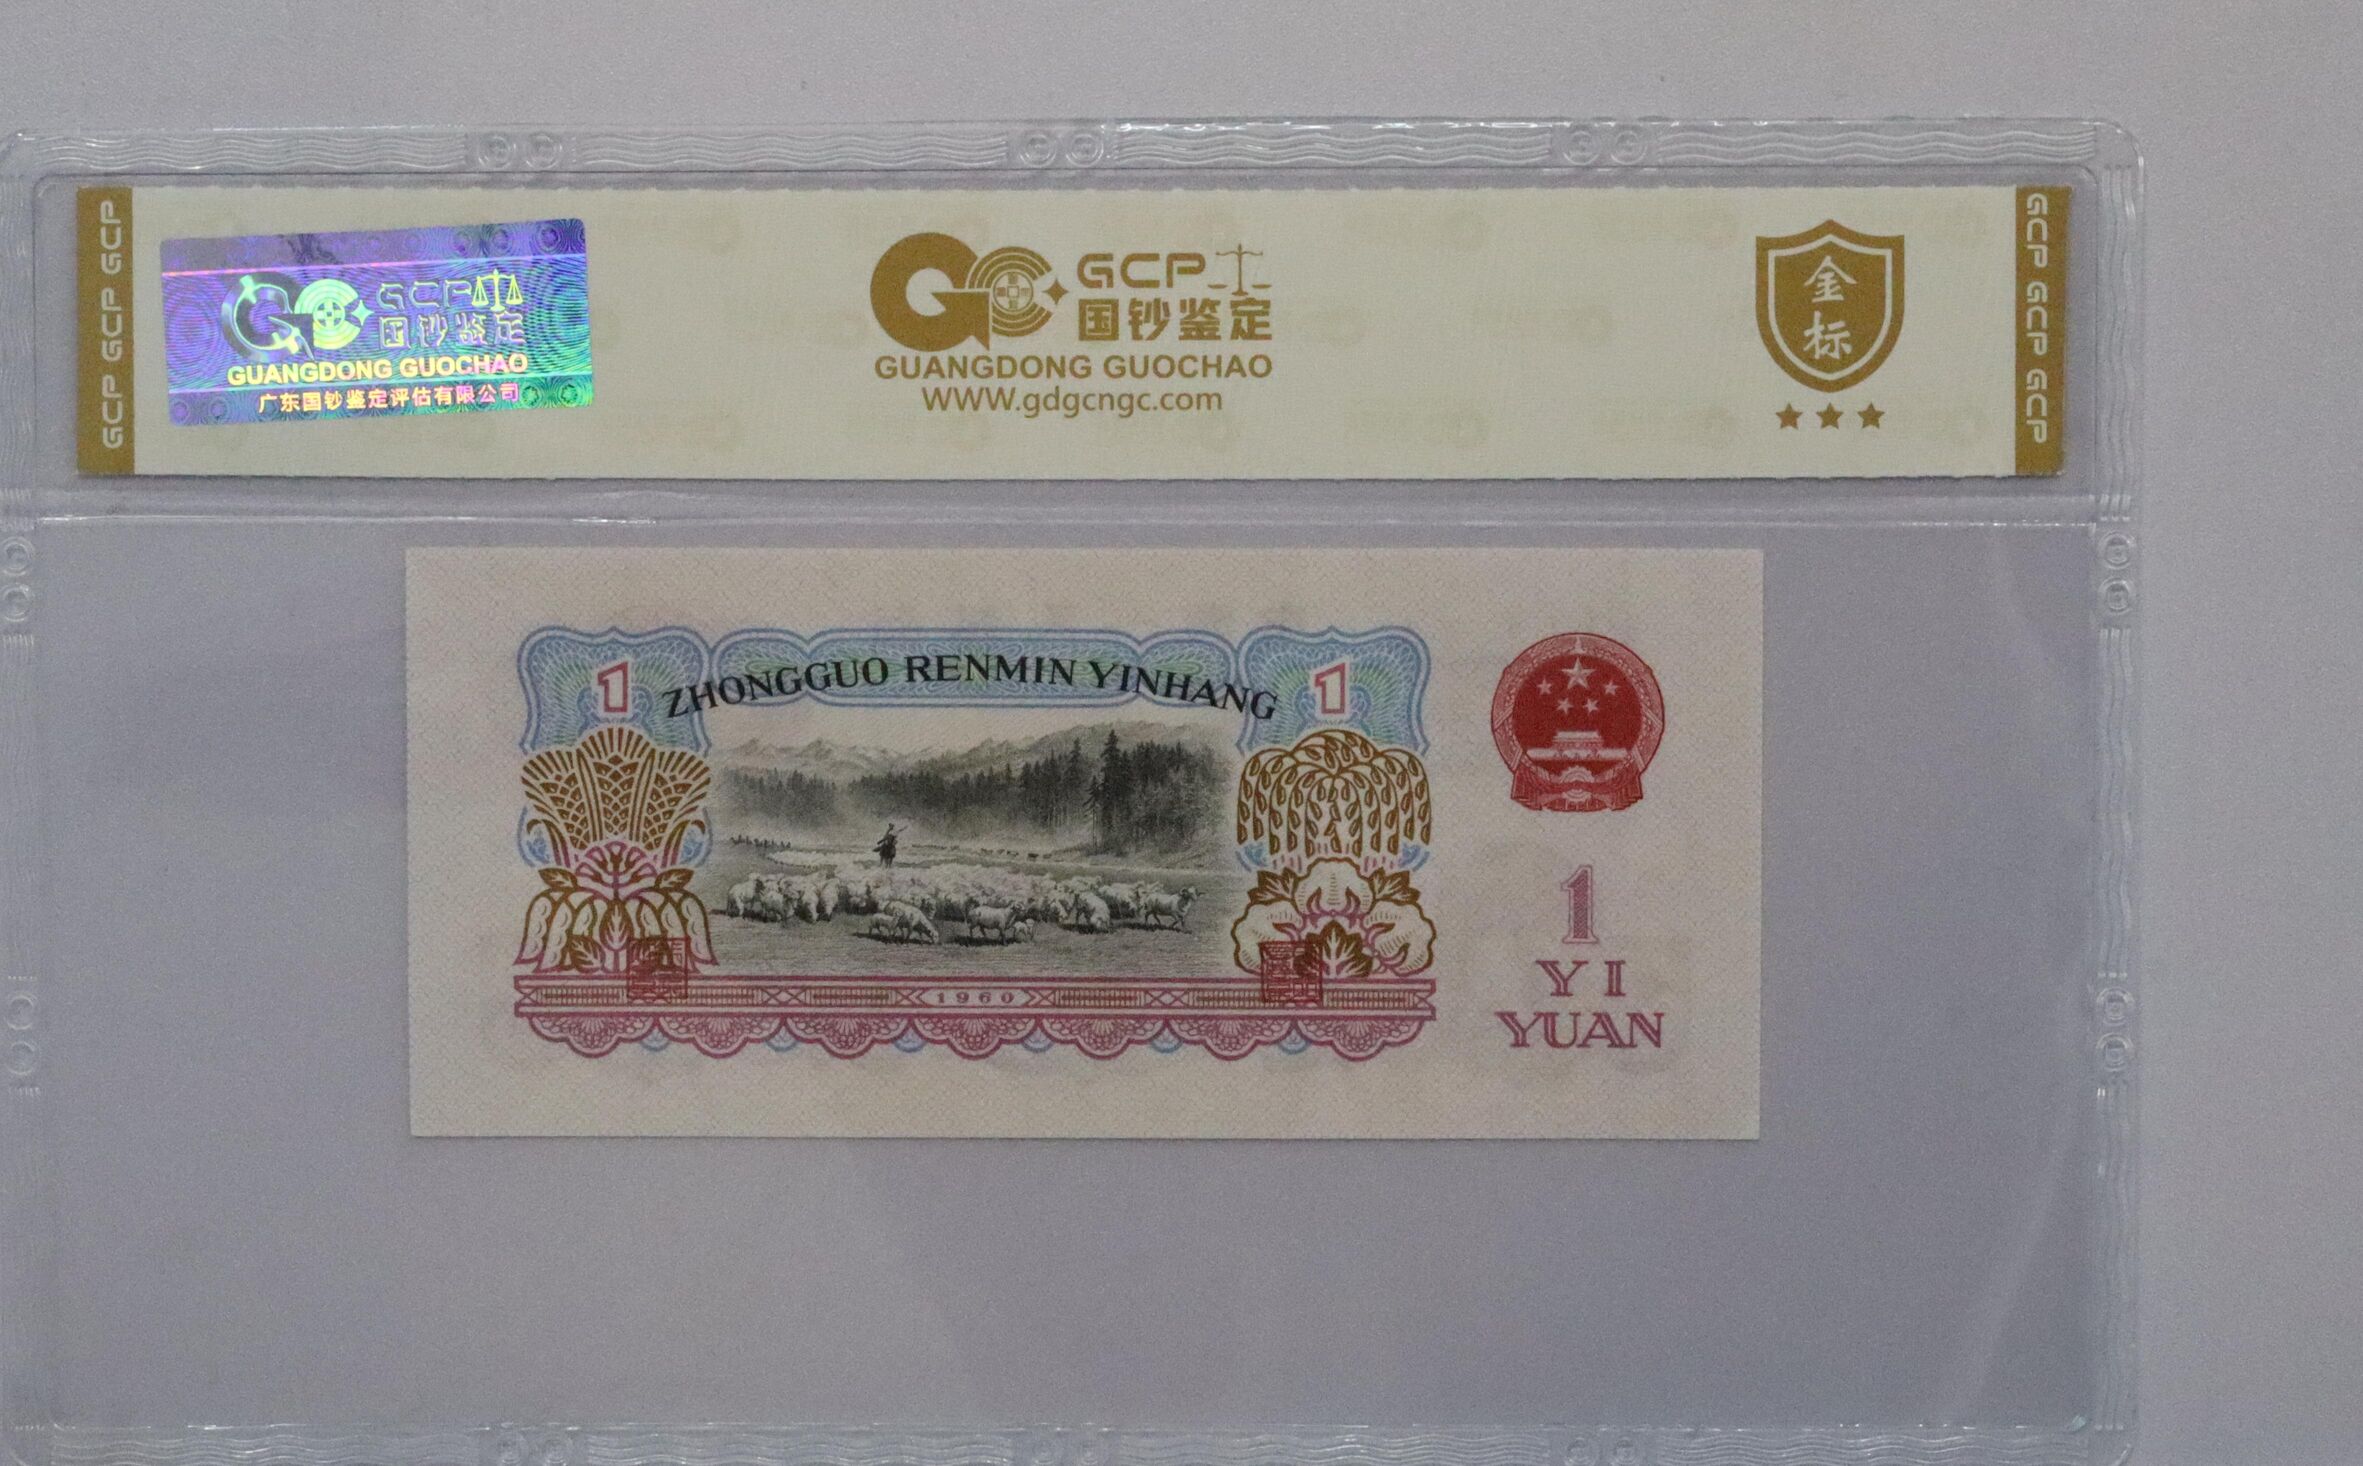 GCP GCP GCP
GCP
国钞鉴定
GUANGDONG GUOCHAO
广东国钞鉴定评估有限公司
GCP
国钞鉴定
GUANGDONG GUOCHAO
WWW.gdgcngc.com
金
标
GCP GCP GCP
1
ZHONGGUO RENMIN YINHANG
1
1960
1
YI
YUAN